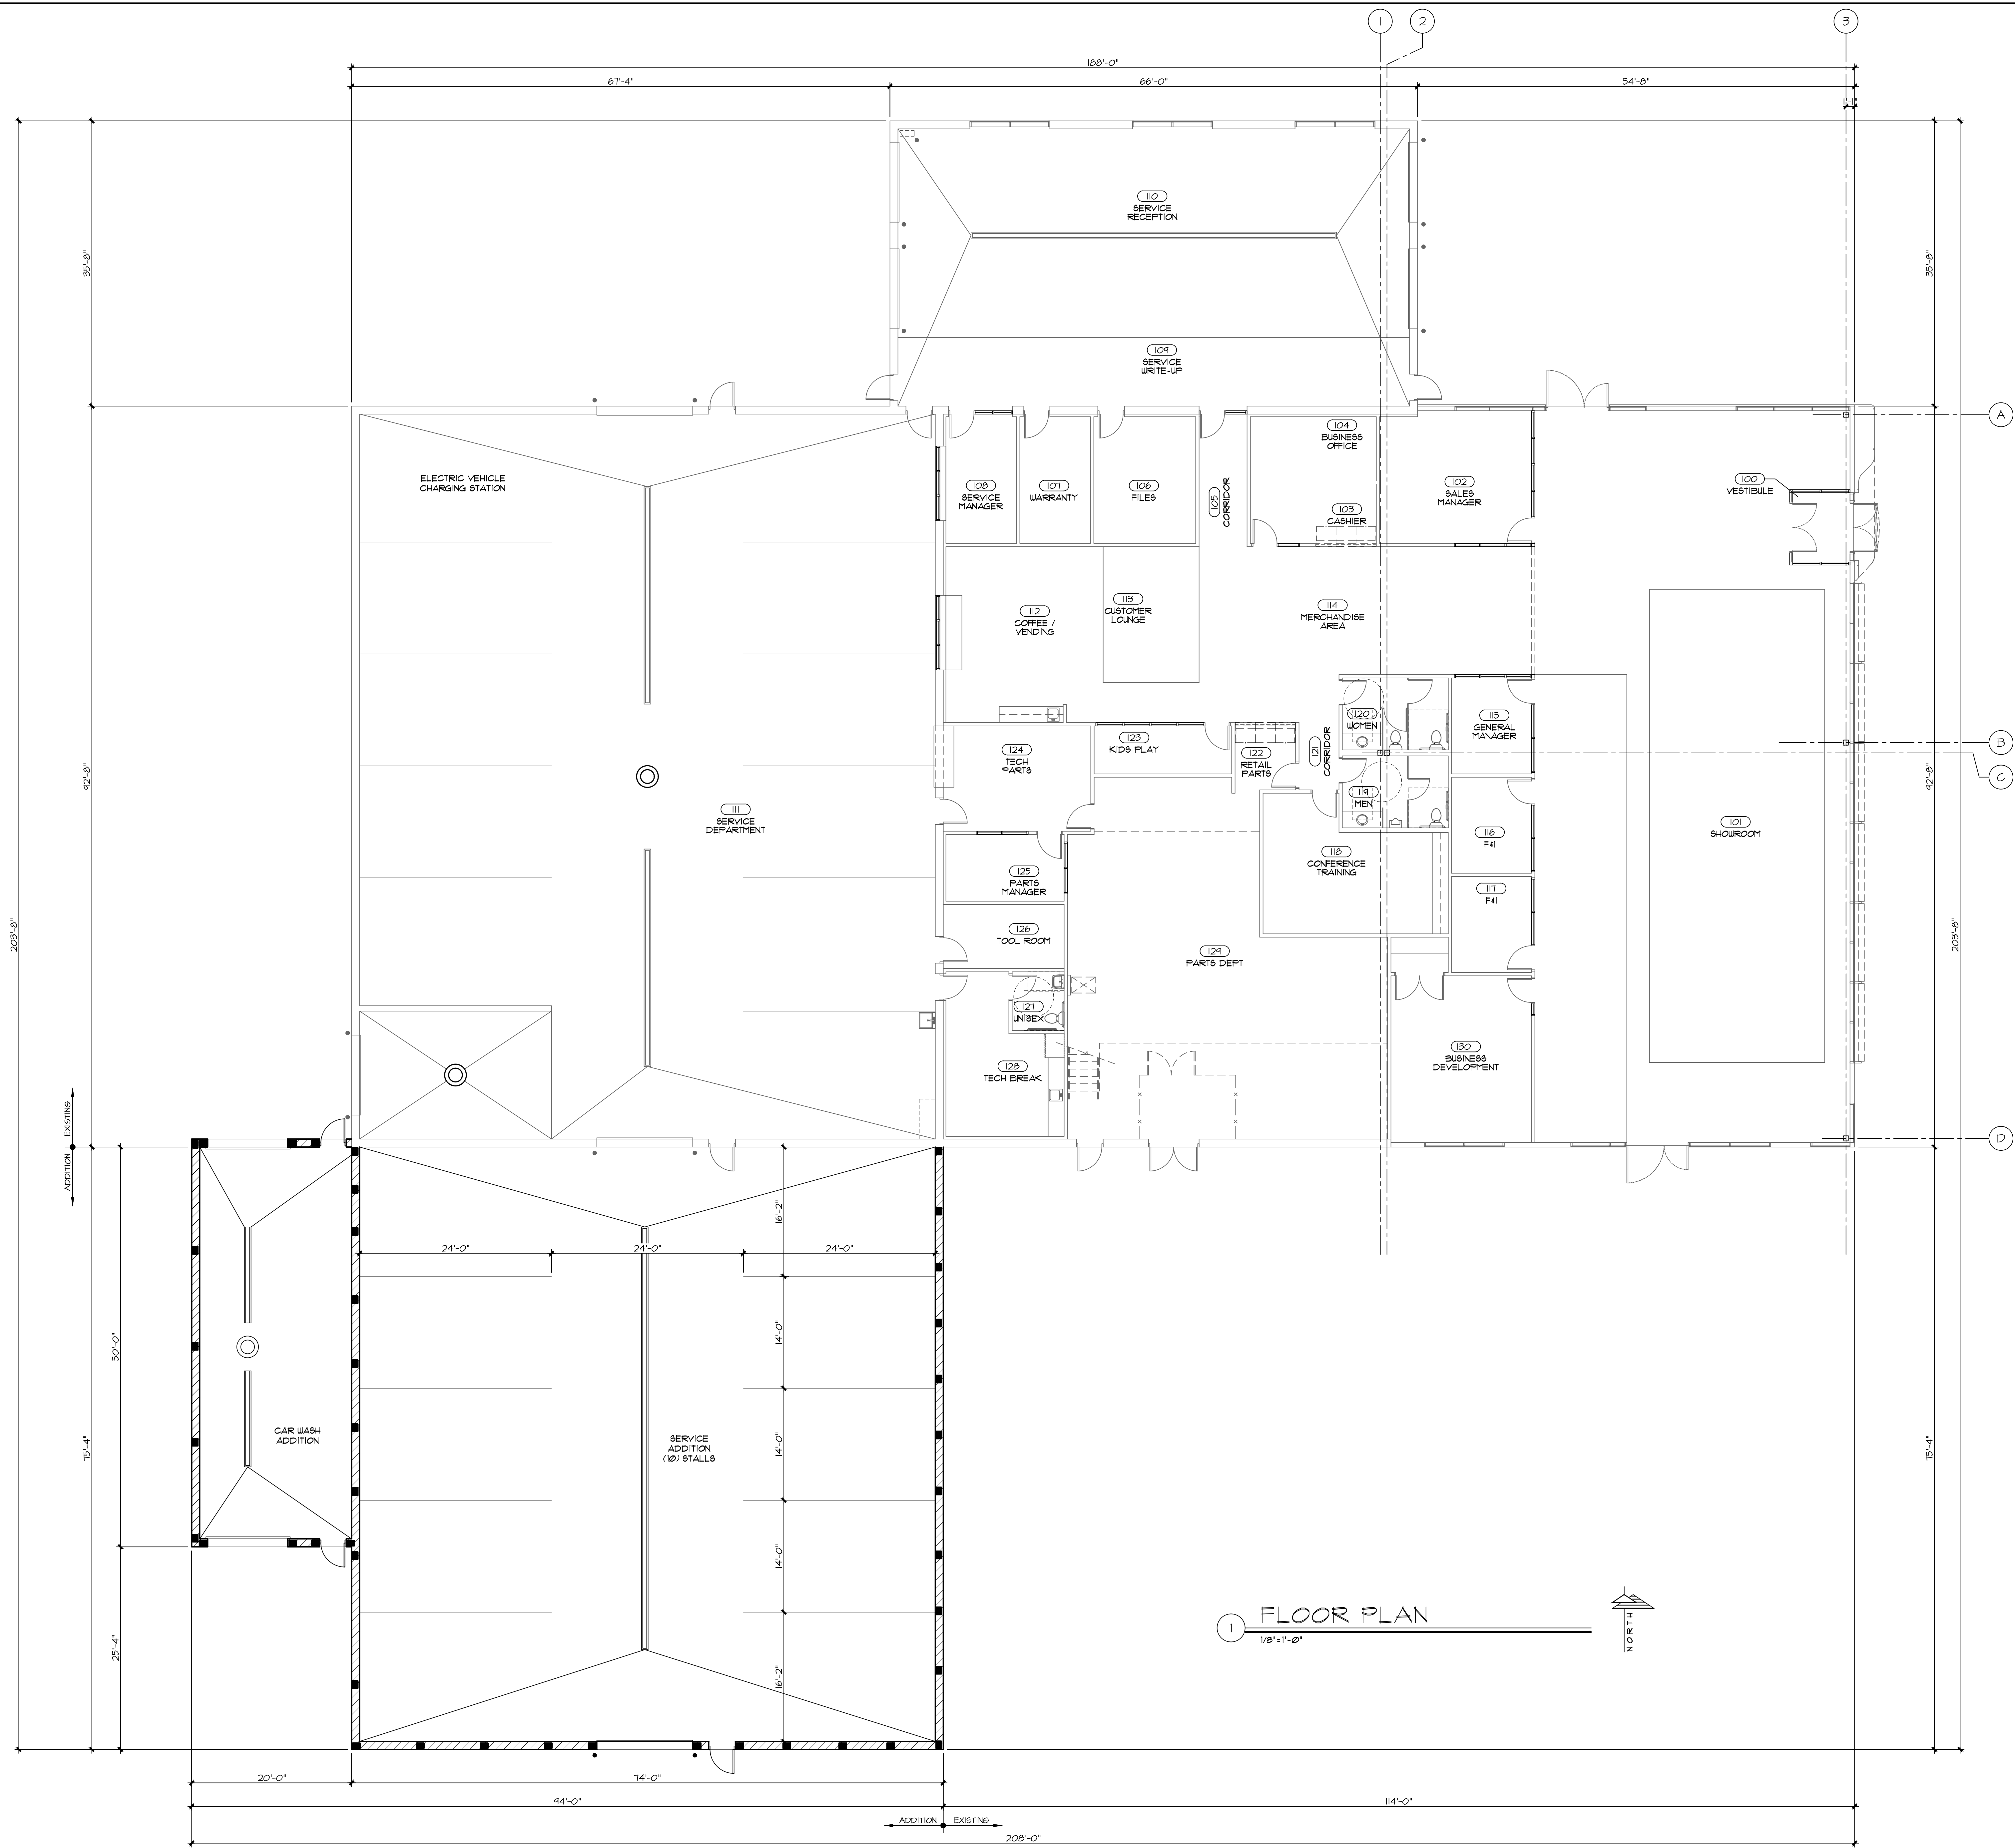 1
2
3
188'-0"
67'-4"
66'-0"
54'-8"
1'-1"
110
SERVICE
RECEPTION
35'-8"
35'-8"
109
SERVICE
WRITE-UP
A
104
BUSINESS
OFFICE
ELECTRIC VEHICLE
CHARGING STATION
108
SERVICE
MANAGER
107
WARRANTY
106
FILES
105
CORRIDOR
103
CASHIER
102
SALES
MANAGER
100
VESTIBULE
112
COFFEE /
VENDING
113
CUSTOMER
LOUNGE
114
MERCHANDISE
AREA
120
WOMEN
115
GENERAL
MANAGER
124
TECH
PARTS
123
KIDS PLAY
122
RETAIL
PARTS
121
CORRIDOR
B
C
92'-8"
92'-8"
111
SERVICE
DEPARTMENT
119
MEN
116
F&I
101
SHOWROOM
118
CONFERENCE
TRAINING
125
PARTS
MANAGER
117
F&I
203'-8"
203'-8"
126
TOOL ROOM
129
PARTS DEPT
127
UNISEX
128
TECH BREAK
130
BUSINESS
DEVELOPMENT
EXISTING
ADDITION
D
16'-2"
24'-0"
24'-0"
24'-0"
14'-0"
50'-0"
75'-4"
75'-4"
CAR WASH
ADDITION
SERVICE
ADDITION
(10) STALLS
14'-0"
14'-0"
25'-4"
16'-2"
1
FLOOR PLAN
1/8"=1'-0"
NORTH
20'-0"
74'-0"
94'-0"
114'-0"
ADDITION
EXISTING
208'-0"